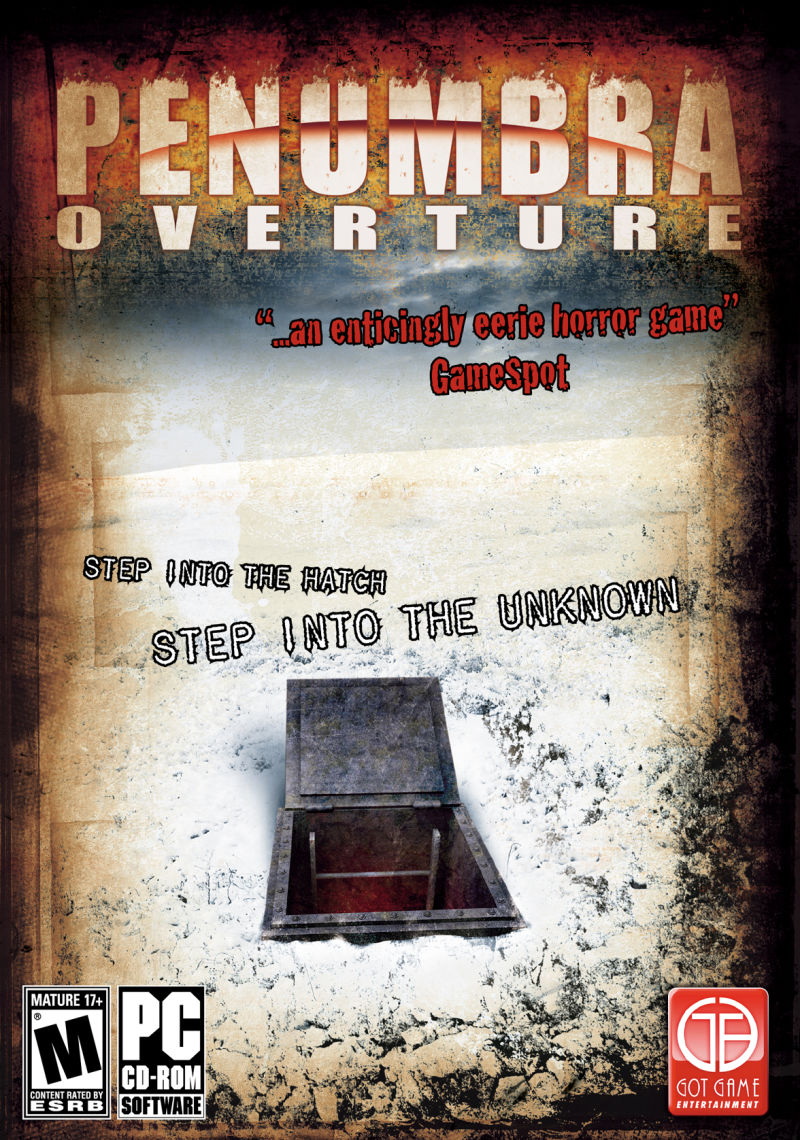 PENUMBRA
OVERTURE
“...an enticingly eerie horror game”
GameSpot
STEP INTO THE HATCH
STEP INTO THE UNKNOWN
MATURE 17+
M
®
CONTENT RATED BY
ESRB
PC
CD-ROM
SOFTWARE
GOT GAME
ENTERTAINMENT